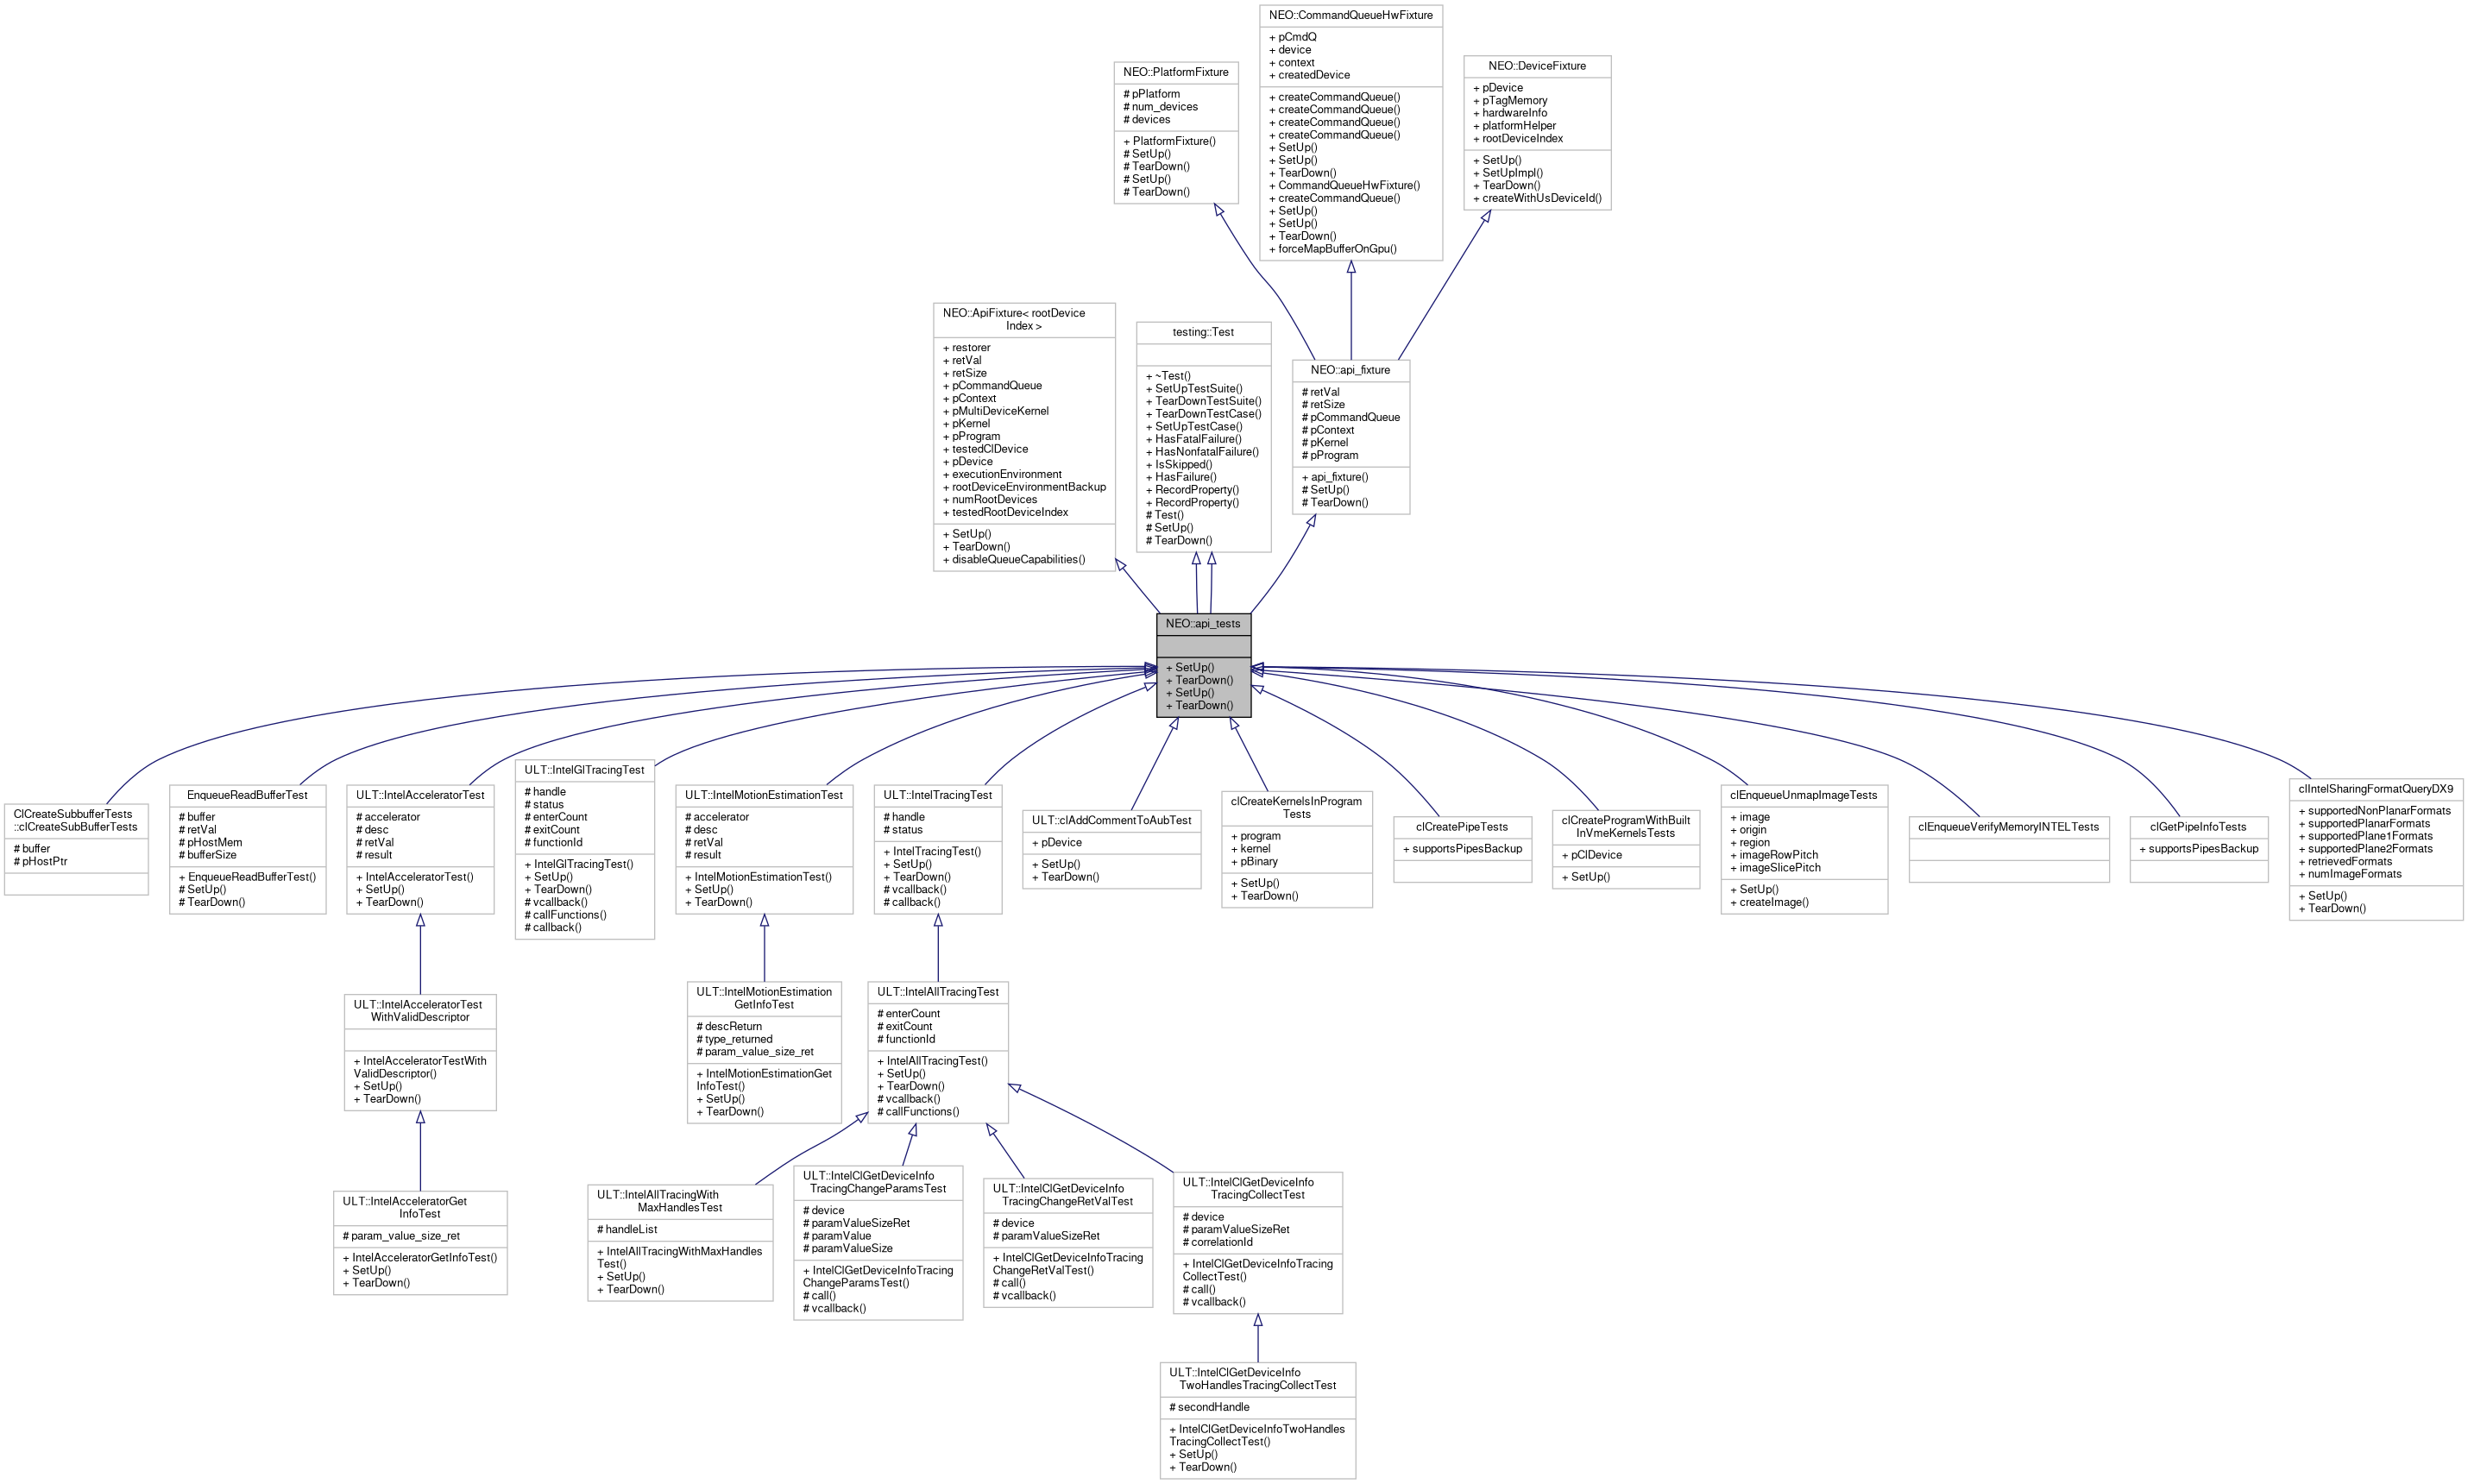 NEO::CommandQueueHwFixture
+ pCmdQ
+ device
+ context
+ createdDevice
+ createCommandQueue()
+ createCommandQueue()
+ createCommandQueue()
+ createCommandQueue()
+ SetUp()
+ SetUp()
+ TearDown()
+ CommandQueueHwFixture()
+ createCommandQueue()
+ SetUp()
+ SetUp()
+ TearDown()
+ forceMapBufferOnGpu()
NEO::PlatformFixture
# pPlatform
# num_devices
# devices
+ PlatformFixture()
# SetUp()
# TearDown()
# SetUp()
# TearDown()
NEO::DeviceFixture
+ pDevice
+ pTagMemory
+ hardwareInfo
+ platformHelper
+ rootDeviceIndex
+ SetUp()
+ SetUpImpl()
+ TearDown()
+ createWithUsDeviceId()
NEO::ApiFixture< rootDevice
Index >
+ restorer
+ retVal
+ retSize
+ pCommandQueue
+ pContext
+ pMultiDeviceKernel
+ pKernel
+ pProgram
+ testedClDevice
+ pDevice
+ executionEnvironment
+ rootDeviceEnvironmentBackup
+ numRootDevices
+ testedRootDeviceIndex
+ SetUp()
+ TearDown()
+ disableQueueCapabilities()
testing::Test
+ ~Test()
+ SetUpTestSuite()
+ TearDownTestSuite()
+ TearDownTestCase()
+ SetUpTestCase()
+ HasFatalFailure()
+ HasNonfatalFailure()
+ IsSkipped()
+ HasFailure()
+ RecordProperty()
+ RecordProperty()
# Test()
# SetUp()
# TearDown()
NEO::api_fixture
# retVal
# retSize
# pCommandQueue
# pContext
# pKernel
# pProgram
+ api_fixture()
# SetUp()
# TearDown()
NEO::api_tests
+ SetUp()
+ TearDown()
+ SetUp()
+ TearDown()
ClCreateSubbufferTests
::clCreateSubBufferTests
# buffer
# pHostPtr
EnqueueReadBufferTest
# buffer
# retVal
# pHostMem
# bufferSize
+ EnqueueReadBufferTest()
# SetUp()
# TearDown()
ULT::IntelAcceleratorTest
# accelerator
# desc
# retVal
# result
+ IntelAcceleratorTest()
+ SetUp()
+ TearDown()
ULT::IntelGlTracingTest
# handle
# status
# enterCount
# exitCount
# functionId
+ IntelGlTracingTest()
+ SetUp()
+ TearDown()
# vcallback()
# callFunctions()
# callback()
ULT::IntelMotionEstimationTest
# accelerator
# desc
# retVal
# result
+ IntelMotionEstimationTest()
+ SetUp()
+ TearDown()
ULT::IntelTracingTest
# handle
# status
+ IntelTracingTest()
+ SetUp()
+ TearDown()
# vcallback()
# callback()
ULT::clAddCommentToAubTest
+ pDevice
+ SetUp()
+ TearDown()
clCreateKernelsInProgram
Tests
+ program
+ kernel
+ pBinary
+ SetUp()
+ TearDown()
clCreatePipeTests
+ supportsPipesBackup
clCreateProgramWithBuilt
InVmeKernelsTests
+ pClDevice
+ SetUp()
clEnqueueUnmapImageTests
+ image
+ origin
+ region
+ imageRowPitch
+ imageSlicePitch
+ SetUp()
+ createImage()
clEnqueueVerifyMemoryINTELTests
clGetPipeInfoTests
+ supportsPipesBackup
clIntelSharingFormatQueryDX9
+ supportedNonPlanarFormats
+ supportedPlanarFormats
+ supportedPlane1Formats
+ supportedPlane2Formats
+ retrievedFormats
+ numImageFormats
+ SetUp()
+ TearDown()
ULT::IntelAcceleratorTest
WithValidDescriptor
+ IntelAcceleratorTestWith
ValidDescriptor()
+ SetUp()
+ TearDown()
ULT::IntelMotionEstimation
GetInfoTest
# descReturn
# type_returned
# param_value_size_ret
+ IntelMotionEstimationGet
InfoTest()
+ SetUp()
+ TearDown()
ULT::IntelAllTracingTest
# enterCount
# exitCount
# functionId
+ IntelAllTracingTest()
+ SetUp()
+ TearDown()
# vcallback()
# callFunctions()
ULT::IntelAcceleratorGet
InfoTest
# param_value_size_ret
+ IntelAcceleratorGetInfoTest()
+ SetUp()
+ TearDown()
ULT::IntelAllTracingWith
MaxHandlesTest
# handleList
+ IntelAllTracingWithMaxHandles
Test()
+ SetUp()
+ TearDown()
ULT::IntelClGetDeviceInfo
TracingChangeParamsTest
# device
# paramValueSizeRet
# paramValue
# paramValueSize
+ IntelClGetDeviceInfoTracing
ChangeParamsTest()
# call()
# vcallback()
ULT::IntelClGetDeviceInfo
TracingChangeRetValTest
# device
# paramValueSizeRet
+ IntelClGetDeviceInfoTracing
ChangeRetValTest()
# call()
# vcallback()
ULT::IntelClGetDeviceInfo
TracingCollectTest
# device
# paramValueSizeRet
# correlationId
+ IntelClGetDeviceInfoTracing
CollectTest()
# call()
# vcallback()
ULT::IntelClGetDeviceInfo
TwoHandlesTracingCollectTest
# secondHandle
+ IntelClGetDeviceInfoTwoHandles
TracingCollectTest()
+ SetUp()
+ TearDown()